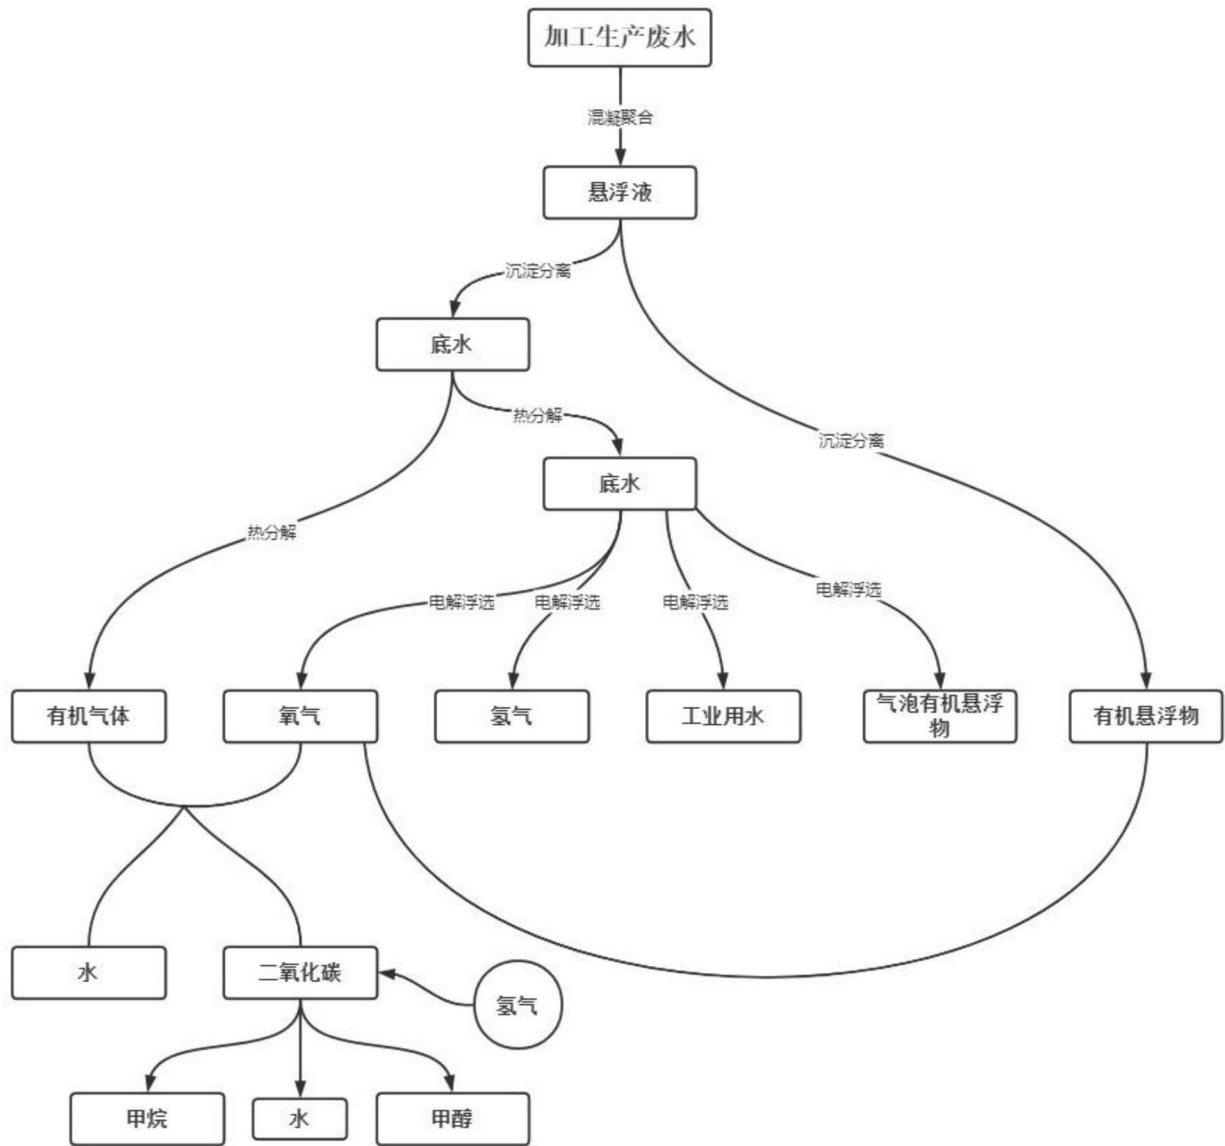 加工生产废水
混凝聚合
悬浮液
沉淀分离
底水
热分解
沉淀分离
底水
热分解
电解浮选
电解浮选
电解浮选
电解浮选
有机气体
氧气
氢气
工业用水
气泡有机悬浮
物
有机悬浮物
水
二氧化碳
氢气
甲烷
水
甲醇